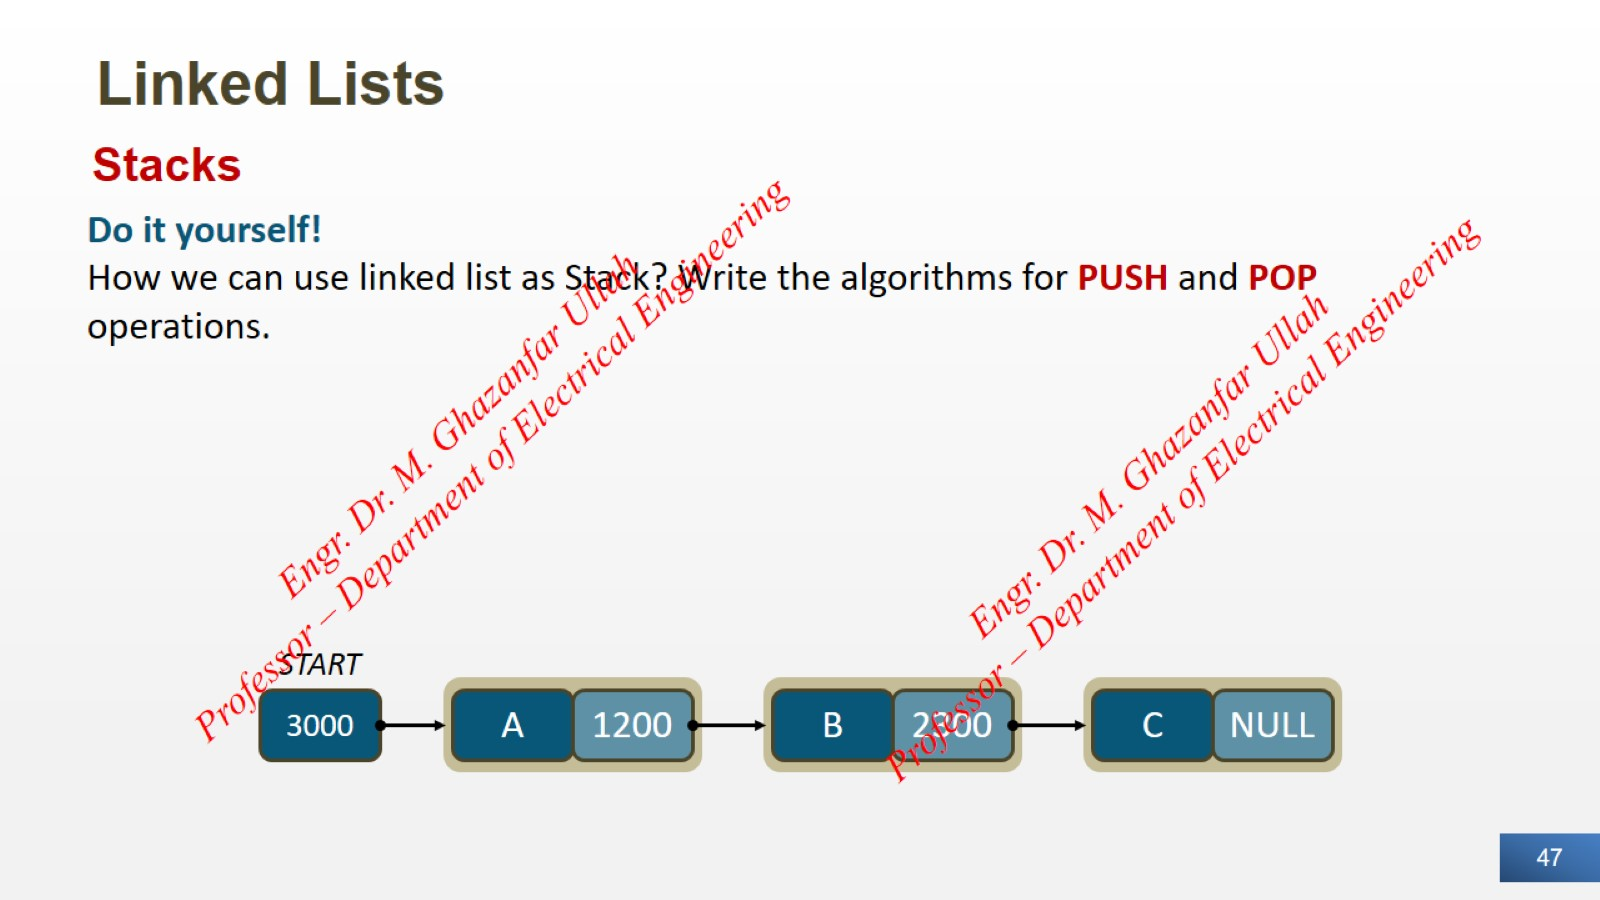 Linked Lists
Stacks
Do it yourself!
How we can use linked list as Stack? Write the algorithms for PUSH and POP
operations.
Engr. Dr. M. Ghazanfar Ullah
Professor – Department of Electrical Engineering
Engr. Dr. M. Ghazanfar Ullah
Professor – Department of Electrical Engineering
START
3000 A 1200 B C NULL
47